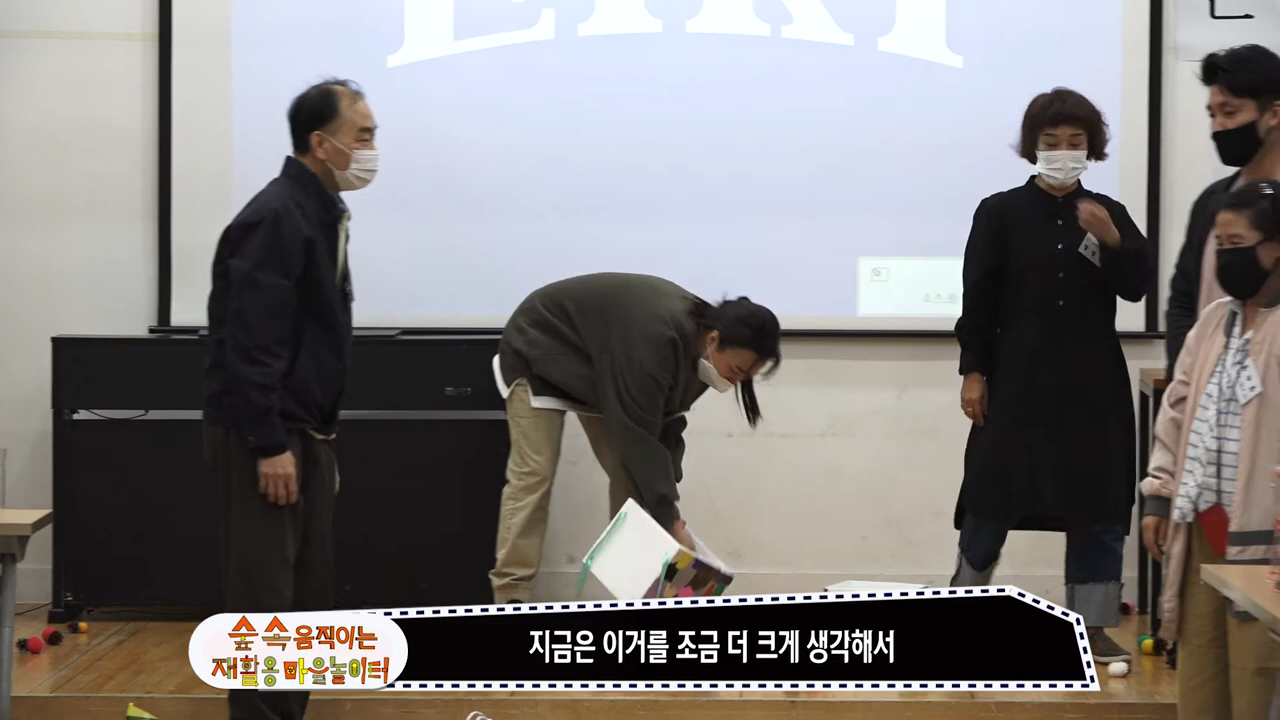 숲 속 움직이는
재활용 마을놀이터
지금은 이거를 조금 더 크게 생각해서